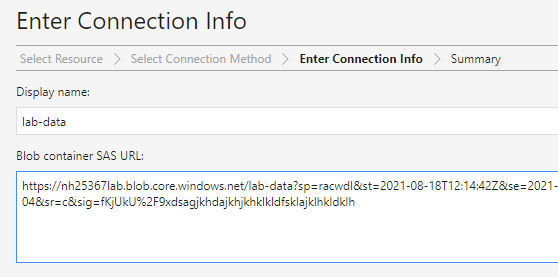 Enter Connection Info
Select Resource > Select Connection Method > Enter Connection Info > Summary
Display name:
lab-data
Blob container SAS URL:
https://nh25367lab.blob.core.windows.net/lab-data?sp=racwdl&st=2021-08-18T12:14:42Z&se=2021-
04&sr=c&sig=fKjUkU%2F9xdsagjkhdajkhjkhklkldfsklajklhkldklh